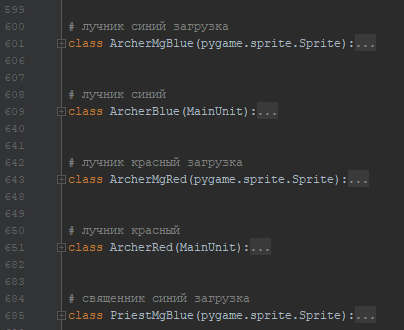 599
600 # лучник синий загрузка
601 class ArcherMgBlue(pygame.sprite.Sprite):...
606
607
608 # лучник синий
609 class ArcherBlue(MainUnit):...
640
641
642 # лучник красный загрузка
643 class ArcherMgRed(pygame.sprite.Sprite):...
648
649
650 # лучник красный
651 class ArcherRed(MainUnit):...
682
683
684 # священник синий загрузка
685 class PriestMgBlue(pygame.sprite.Sprite):...